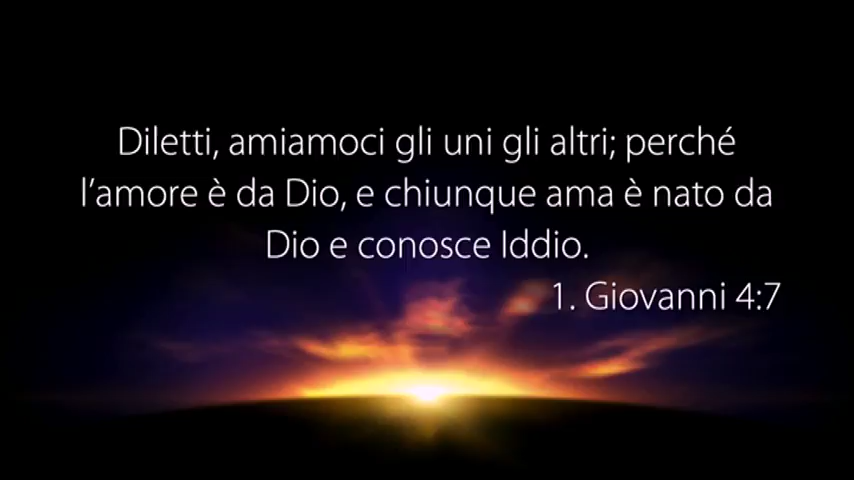 Diletti, amiamoci gli uni gli altri; perché
l’amore è da Dio, e chiunque ama è nato da
Dio e conosce Iddio.
1. Giovanni 4:7